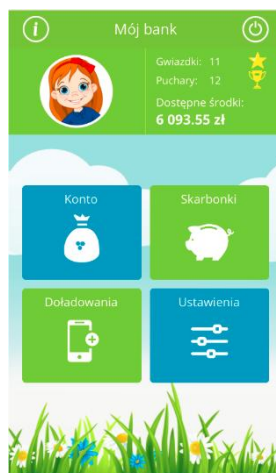 i
Mój bank
Gwiazdki: 11
Puchary: 12
Dostępne środki:
6 093.55 zł
Konto
Skarbonki
Doładowania
Ustawienia